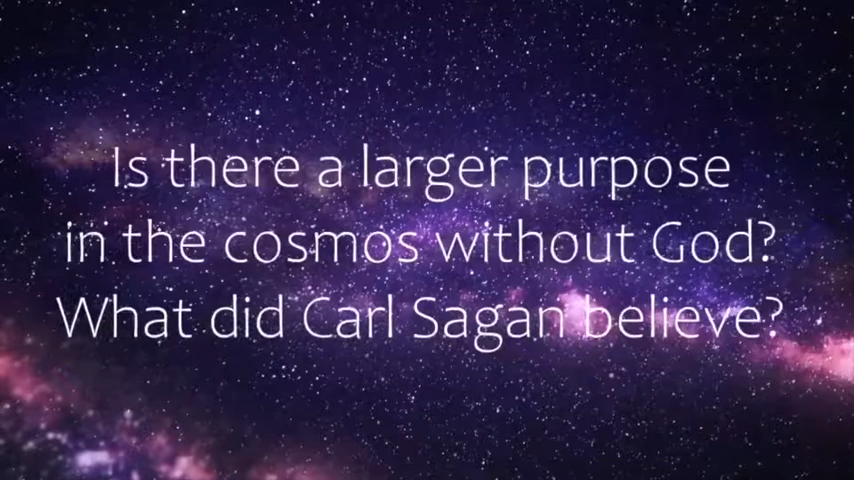 Is there a larger purpose
in the cosmos without God?
What did Carl Sagan believe?